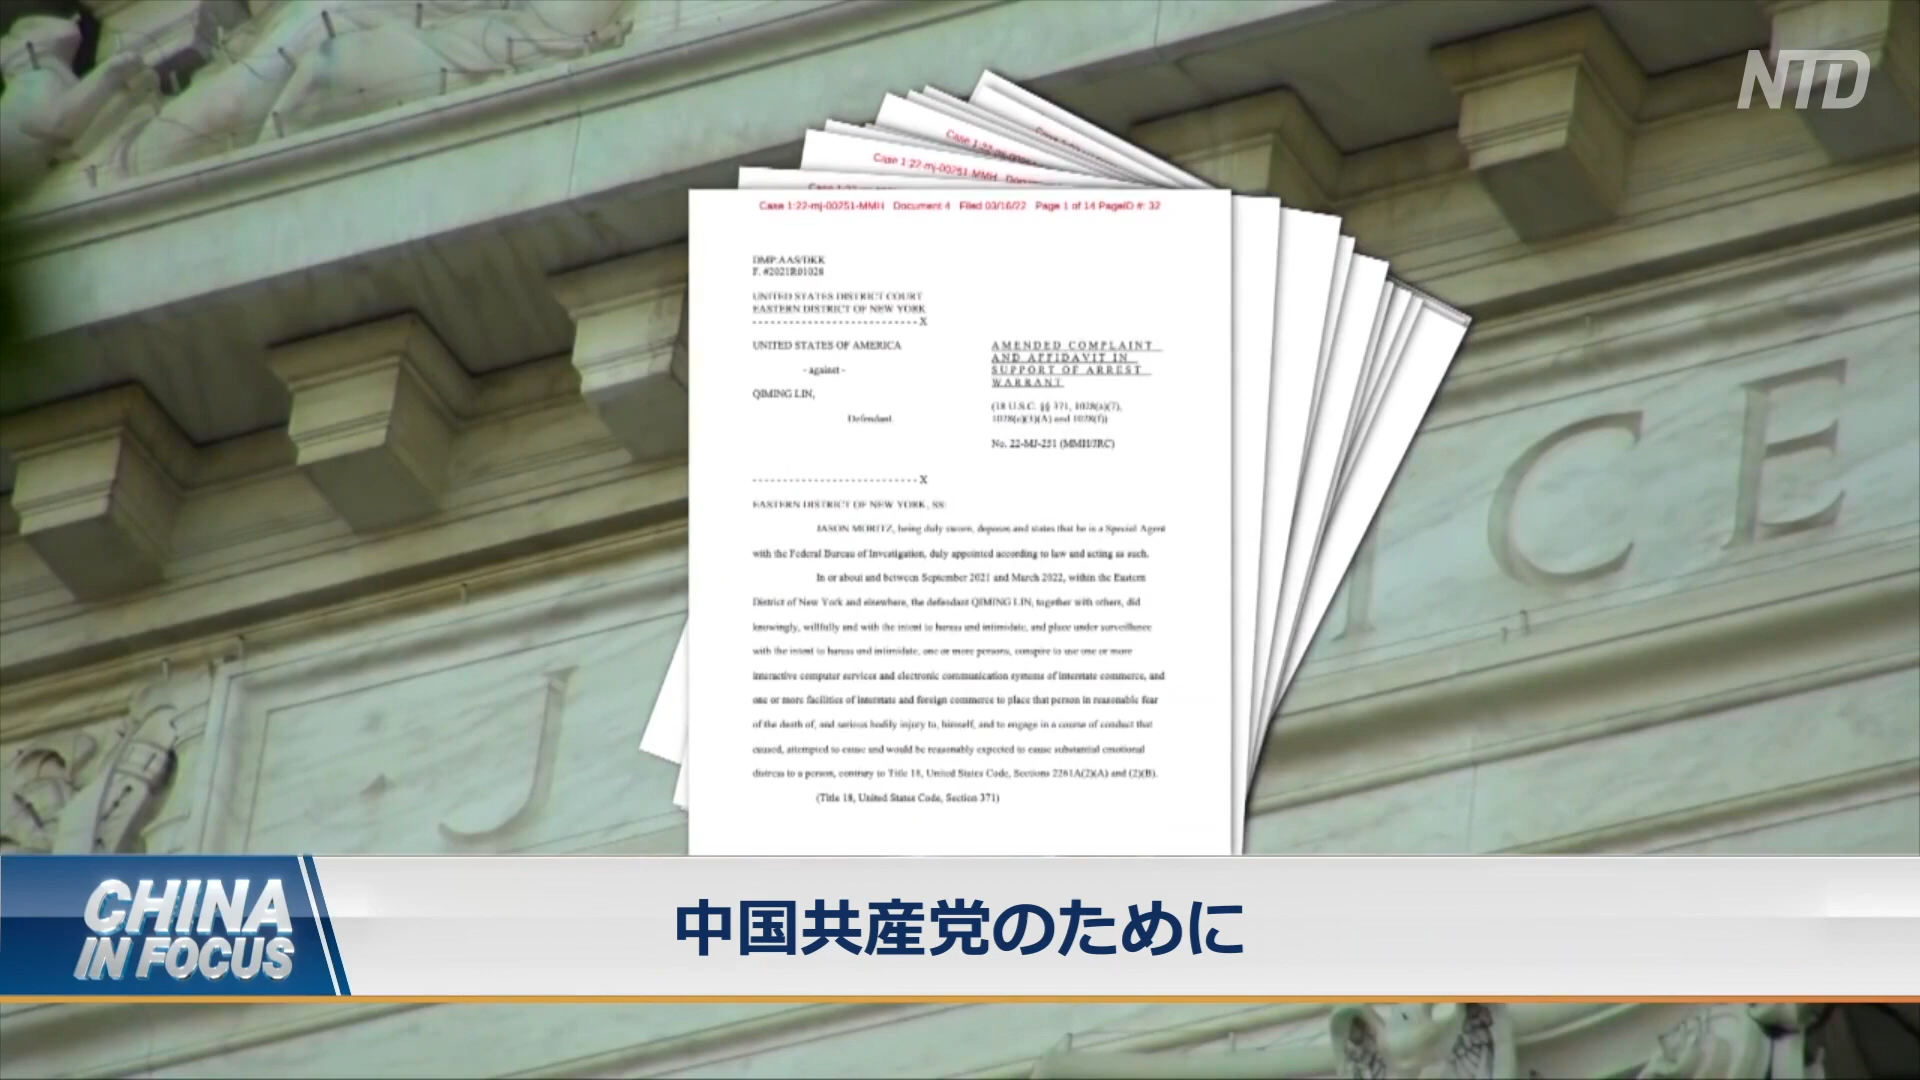 NTD
Case 1:22-mj-00251-MMH Document 4 Filed 03/16/22 Page 1 of 14 PageID #: 32
DMP:AAS/DKK
F. #2021R01028
UNITED STATES DISTRICT COURT
EASTERN DISTRICT OF NEW YORK
---------------------------X
UNITED STATES OF AMERICA
- against -
QIMING LIN,
Defendant.
AMENDED COMPLAINT
AND AFFIDAVIT IN
SUPPORT OF ARREST
WARRANT
(18 U.S.C. §§ 371, 1028(a)(7),
1028(c)(3)(A) and 1028(f))
No. 22-MJ-251 (MMH/JRC)
---------------------------X
EASTERN DISTRICT OF NEW YORK, SS:
JASON MORITZ, being duly sworn, deposes and states that he is a Special Agent
with the Federal Bureau of Investigation, duly appointed according to law and acting as such.
In or about and between September 2021 and March 2022, within the Eastern
District of New York and elsewhere, the defendant QIMING LIN, together with others, did
knowingly, willfully and with the intent to harass and intimidate, and place under surveillance
with the intent to harass and intimidate, one or more persons, conspire to use one or more
interactive computer services and electronic communication systems of interstate commerce, and
one or more facilities of interstate and foreign commerce to place that person in reasonable fear
of the death of, and serious bodily injury to, himself, and to engage in a course of conduct that
caused, attempted to cause and would be reasonably expected to cause substantial emotional
distress to a person, contrary to Title 18, United States Code, Sections 2261A(2)(A) and (2)(B).
(Title 18, United States Code, Section 371)
J ICE
CHINA
IN FOCUS
中国共産党のために